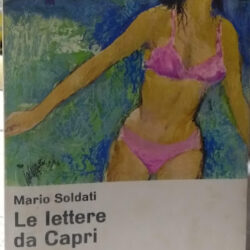 Mario Soldati
Le lettere
da Capri